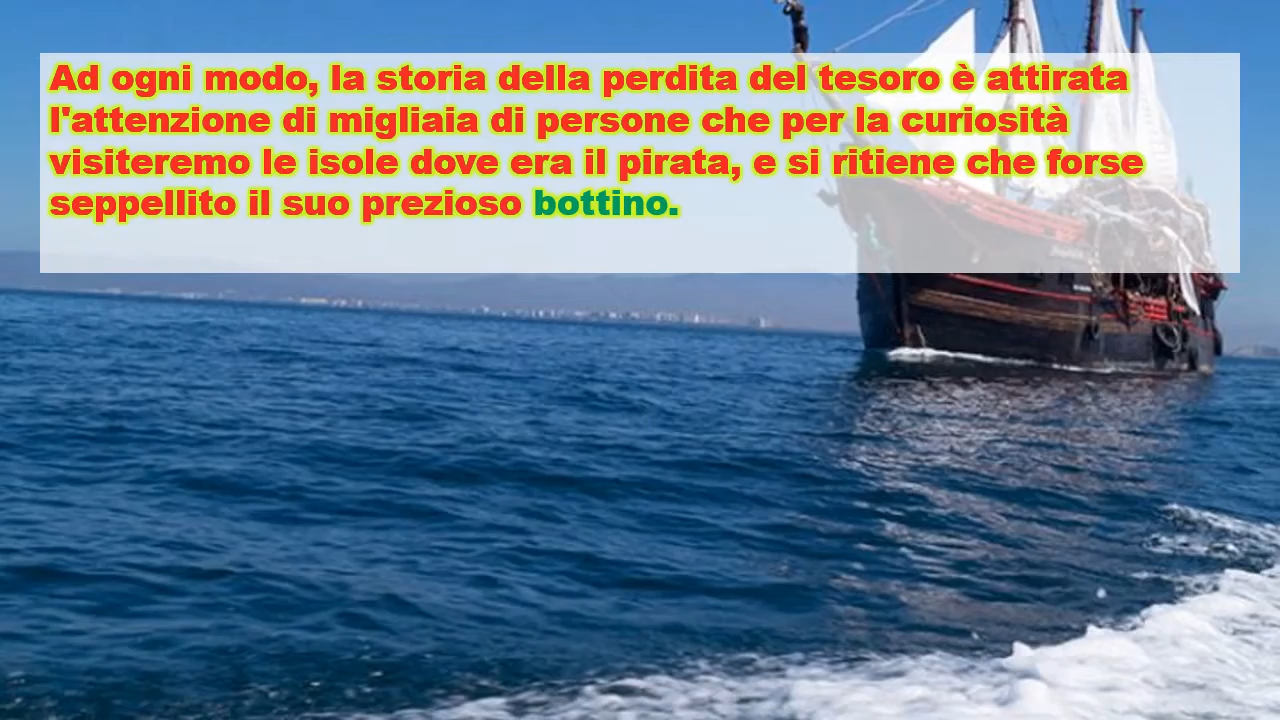 Ad ogni modo, la storia della perdita del tesoro è attirata
l'attenzione di migliaia di persone che per la curiosità
visiteremo le isole dove era il pirata, e si ritiene che forse
seppellito il suo prezioso bottino.